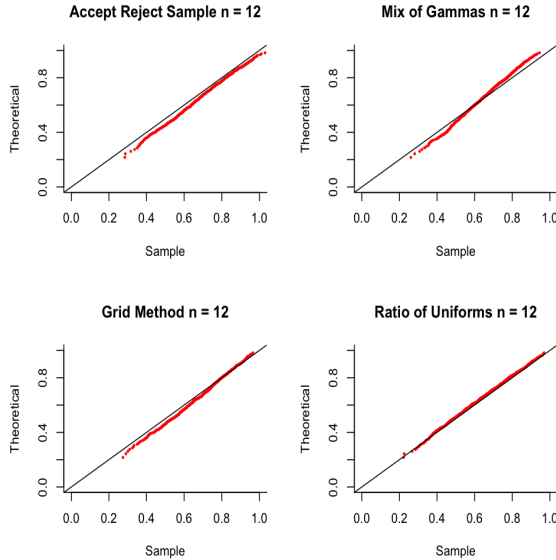 Accept Reject Sample n = 12
Theoretical
0.0 0.4 0.8
0.0 0.2 0.4 0.6 0.8 1.0
Sample
Mix of Gammas n = 12
Theoretical
0.0 0.4 0.8
0.0 0.2 0.4 0.6 0.8 1.0
Sample
Grid Method n = 12
Theoretical
0.0 0.4 0.8
0.0 0.2 0.4 0.6 0.8 1.0
Sample
Ratio of Uniforms n = 12
Theoretical
0.0 0.4 0.8
0.0 0.2 0.4 0.6 0.8 1.0
Sample